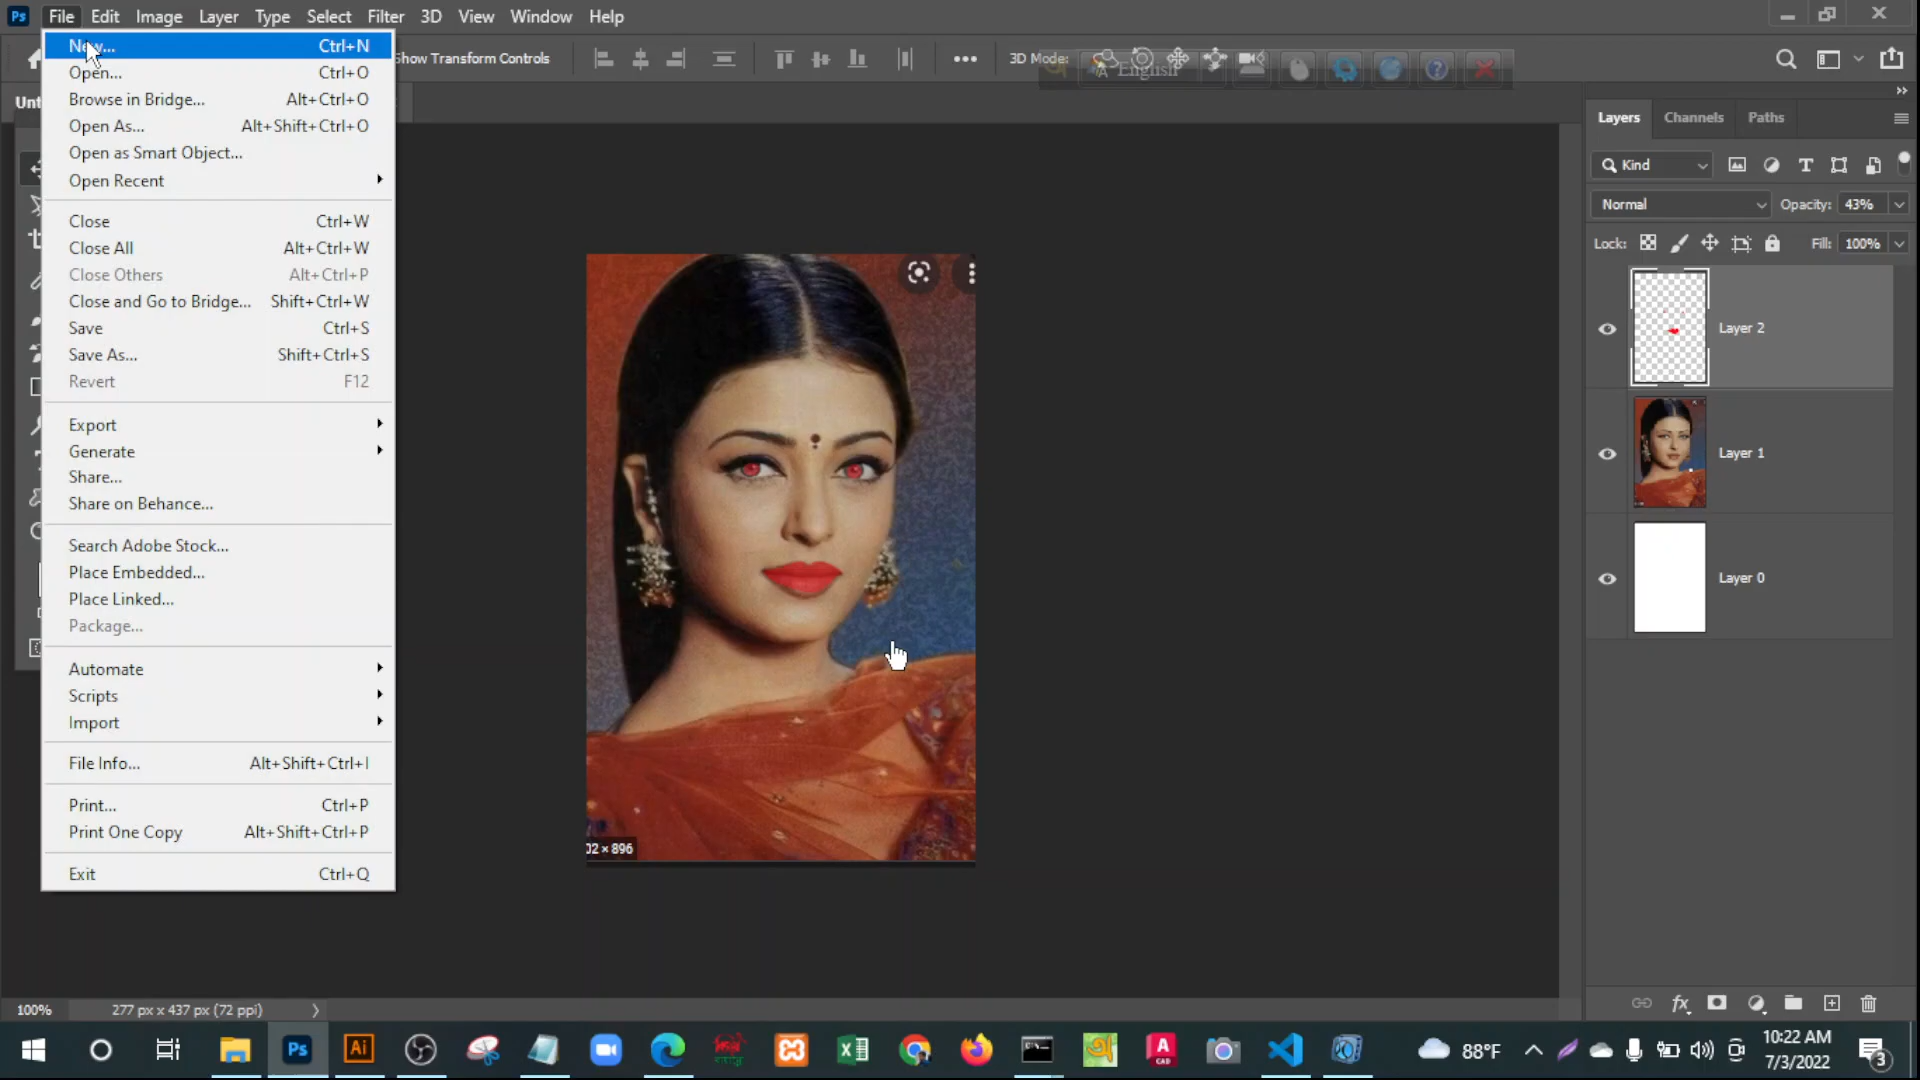 Ps File Edit Image Layer Type Select Filter 3D View Window Help
Show Transform Controls 3D Mode: English
New... Ctrl+N
Open... Ctrl+O
Browse in Bridge... Alt+Ctrl+O
Open As... Alt+Shift+Ctrl+O
Open as Smart Object...
Open Recent
Close Ctrl+W
Close All Alt+Ctrl+W
Close Others Alt+Ctrl+P
Close and Go to Bridge... Shift+Ctrl+W
Save Ctrl+S
Save As... Shift+Ctrl+S
Revert F12
Export
Generate
Share...
Share on Behance...
Search Adobe Stock...
Place Embedded...
Place Linked...
Package...
Automate
Scripts
Import
File Info... Alt+Shift+Ctrl+I
Print... Ctrl+P
Print One Copy Alt+Shift+Ctrl+P
Exit Ctrl+Q
Unt
02 × 896
Layers Channels Paths
Kind
Normal Opacity: 43%
Lock: Fill: 100%
Layer 2
Layer 1
Layer 0
fx
100% 277 px x 437 px (72 ppi)
Ps Ai A CAD 88°F 10:22 AM
7/3/2022
3